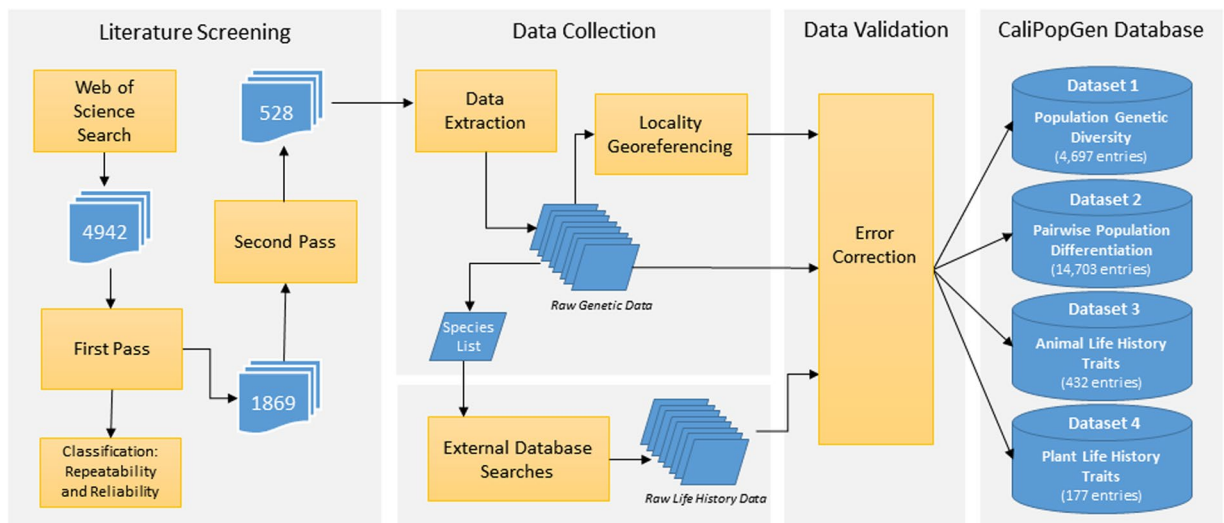 Literature Screening
Web of
Science
Search
4942
First Pass
Classification:
Repeatability
and Reliability
1869
Second Pass
528
Data Collection
Data
Extraction
Locality
Georeferencing
Raw Genetic Data
Species
List
External Database
Searches
Raw Life History Data
Data Validation
Error
Correction
CaliPopGen Database
Dataset 1
Population Genetic
Diversity
(4,697 entries)
Dataset 2
Pairwise Population
Differentiation
(14,703 entries)
Dataset 3
Animal Life History
Traits
(432 entries)
Dataset 4
Plant Life History
Traits
(177 entries)